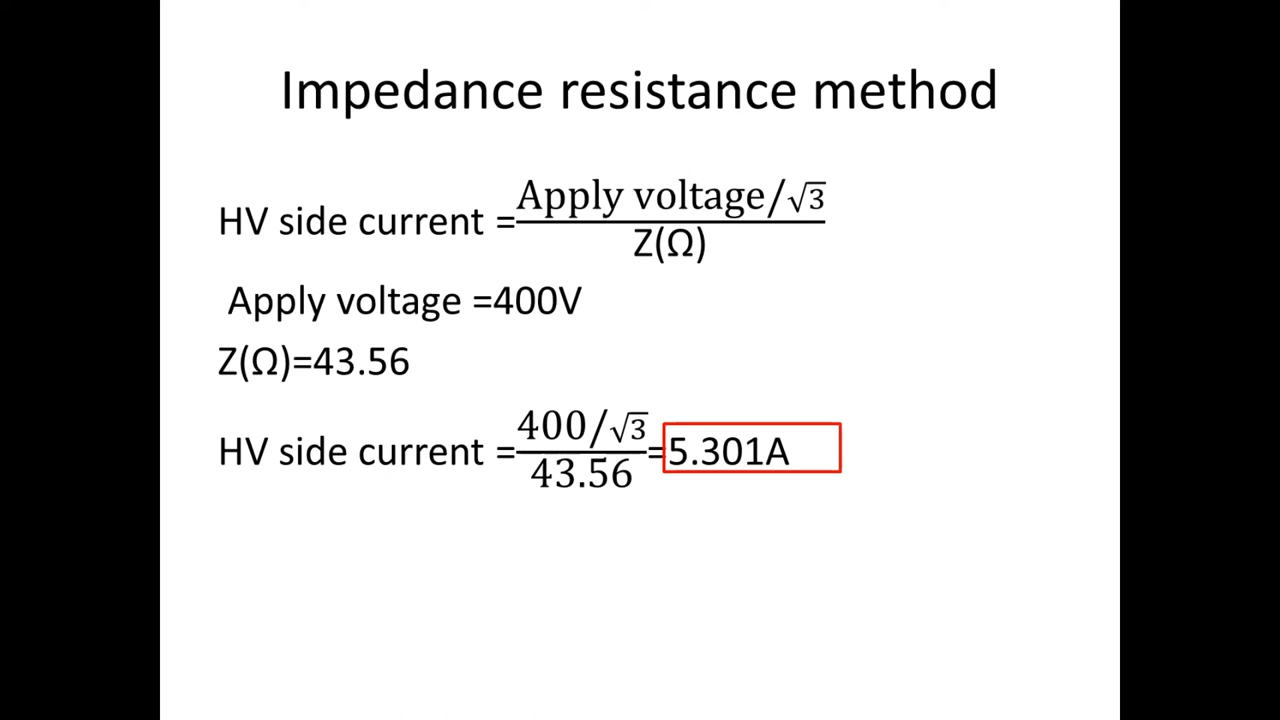 Impedance resistance method
HV side current =Apply voltage/√3
Z(Ω)
Apply voltage =400V
Z(Ω)=43.56
HV side current =400/√3
43.56
=5.301A